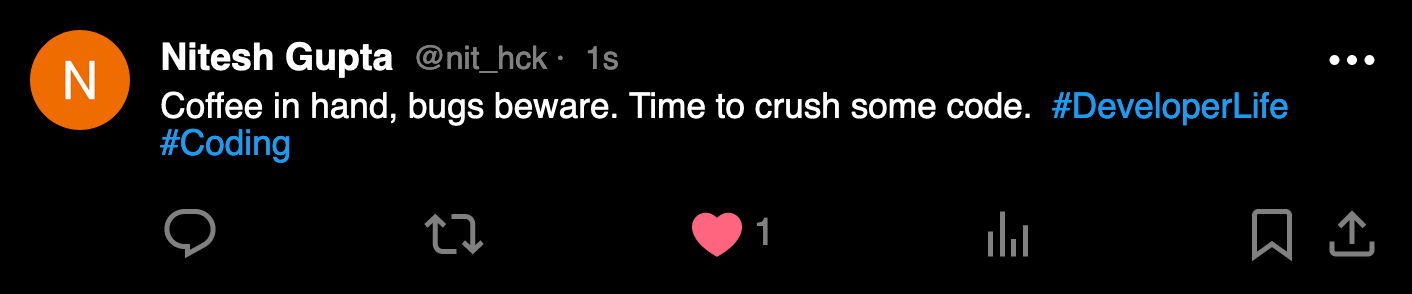 N
Nitesh Gupta @nit_hck · 1s
Coffee in hand, bugs beware. Time to crush some code. #DeveloperLife
#Coding
1